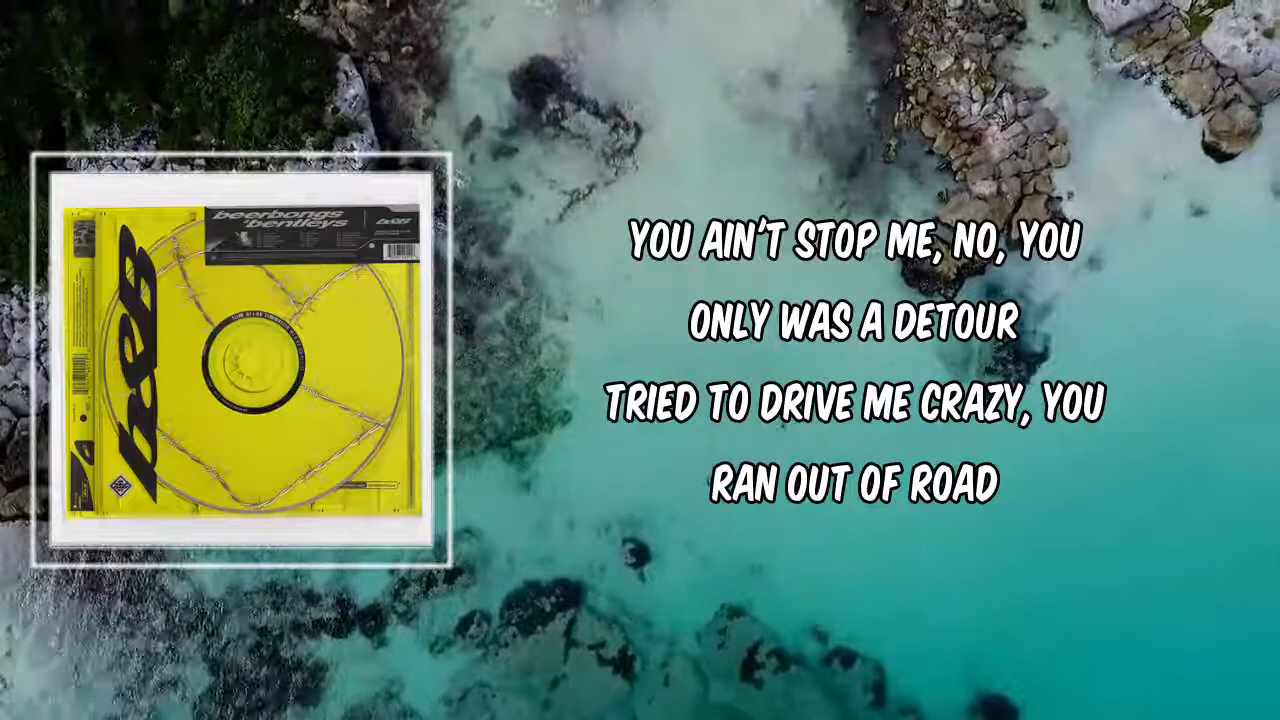 beerbongs
&bentleys
b&b
b&b
YOU AIN'T STOP ME, NO, YOU
ONLY WAS A DETOUR
TRIED TO DRIVE ME CRAZY, YOU
RAN OUT OF ROAD